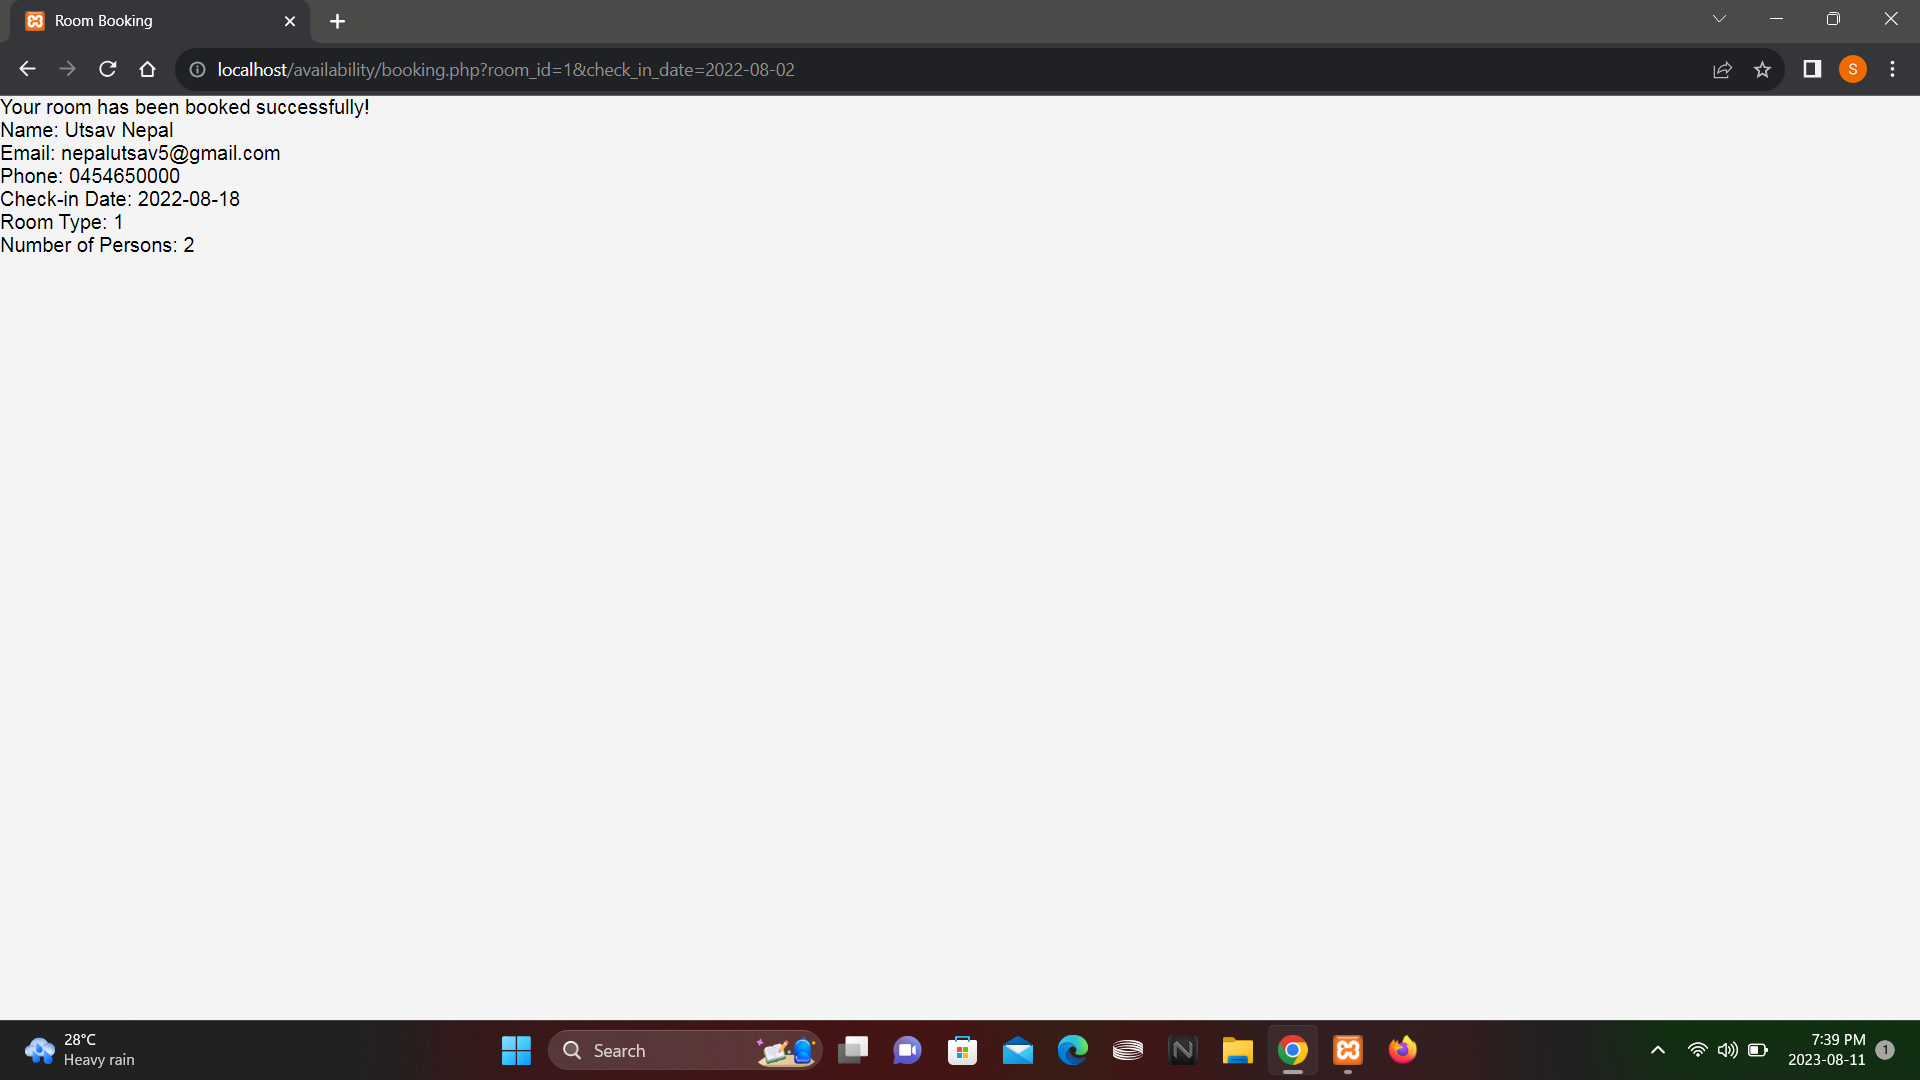 Room Booking
localhost/availability/booking.php?room_id=1&check_in_date=2022-08-02
S
Your room has been booked successfully!
Name: Utsav Nepal
Email: nepalutsav5@gmail.com
Phone: 0454650000
Check-in Date: 2022-08-18
Room Type: 1
Number of Persons: 2
28°C
Heavy rain
Search
N
7:39 PM
2023-08-11
1